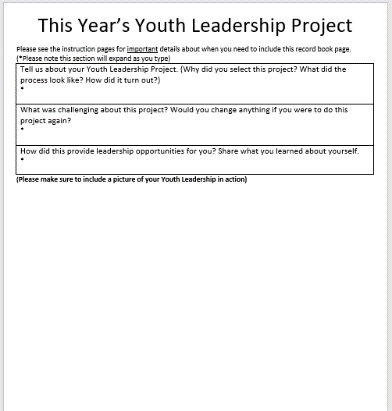 This Year's Youth Leadership Project
Please see the instruction pages for important details about when you need to include this record book page.
(*Please note this section will expand as you type)
Tell us about your Youth Leadership Project. (Why did you select this project? What did the
process look like? How did it turn out?)
*
What was challenging about this project? Would you change anything if you were to do this
project again?
*
How did this provide leadership opportunities for you? Share what you learned about yourself.
*
(Please make sure to include a picture of your Youth Leadership in action)